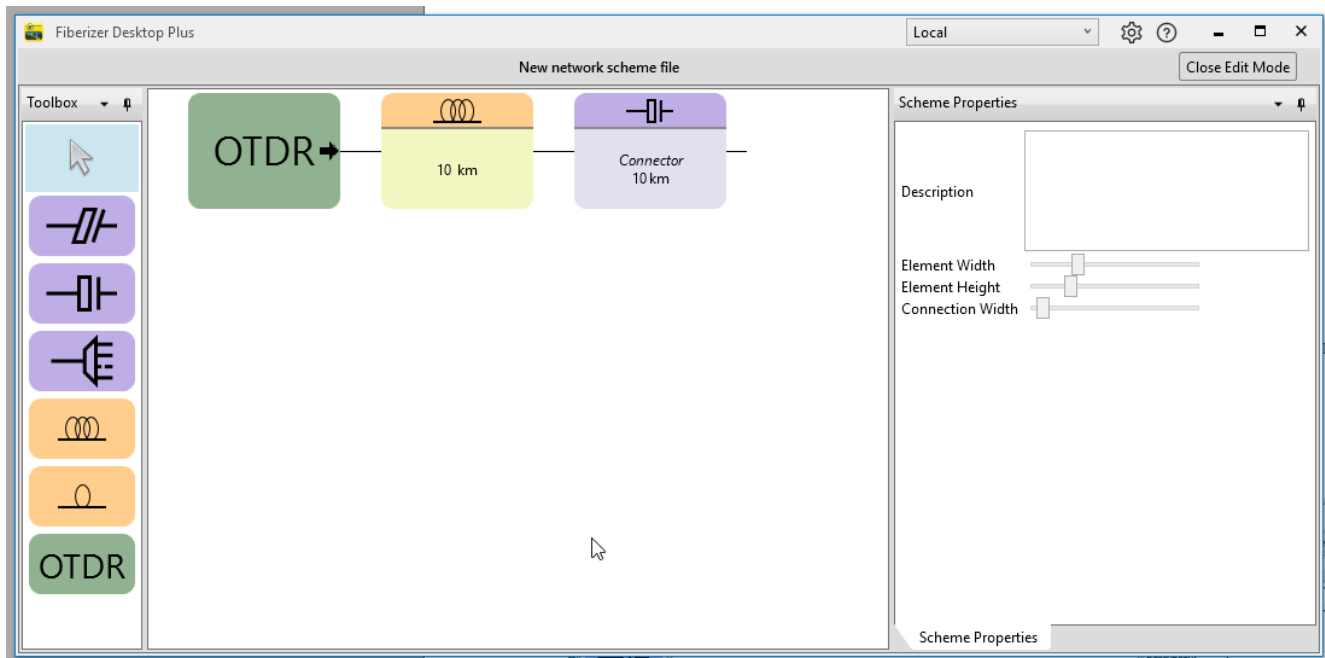 Fiberizer Desktop Plus
Local
New network scheme file
Close Edit Mode
Toolbox
OTDR
10 km
Connector
10 km
OTDR
Scheme Properties
Description
Element Width
Element Height
Connection Width
Scheme Properties